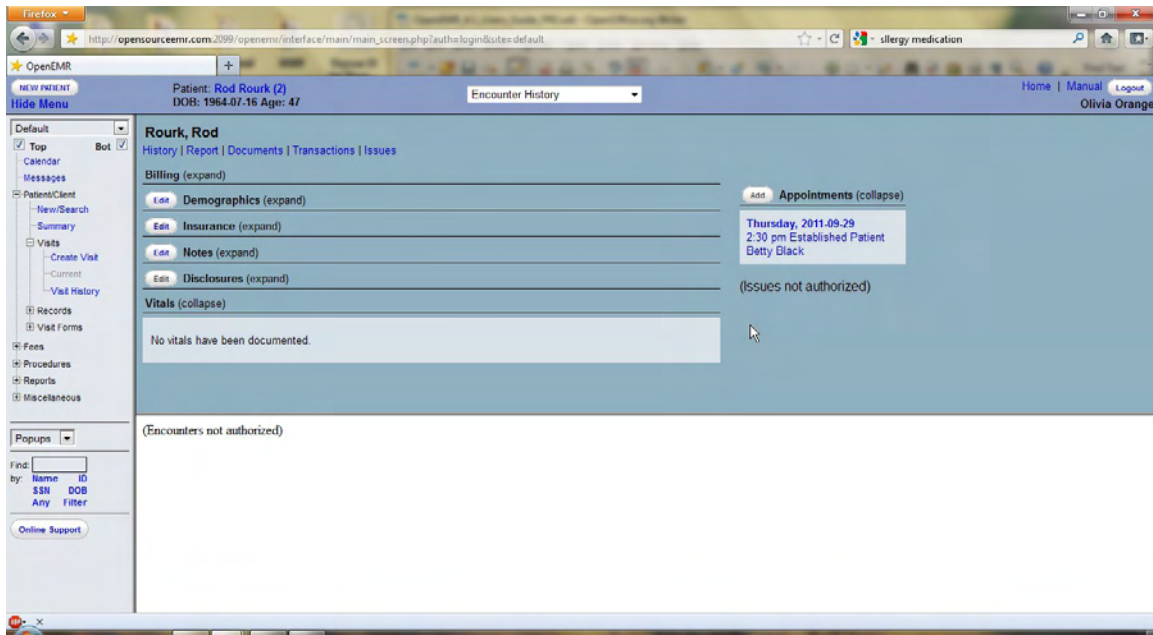 Firefox
http://opensourceemr.com:2099/openemr/interface/main/main_screen.php?auth=login&site=default
sllergy medication
OpenEMR
+
NEW PATIENT
Hide Menu
Patient: Rod Rourk (2)
DOB: 1964-07-16 Age: 47
Encounter History
Home | Manual Logout
Olivia Orange
Default
Top Bot
Calendar
Messages
Patient/Client
New/Search
Summary
Visits
Create Visit
Current
Visit History
Records
Visit Forms
Fees
Procedures
Reports
Miscellaneous
Popups
Find:
by: Name ID
SSN DOB
Any Filter
Online Support
Rourk, Rod
History | Report | Documents | Transactions | Issues
Billing (expand)
Edit Demographics (expand)
Edit Insurance (expand)
Edit Notes (expand)
Edit Disclosures (expand)
Vitals (collapse)
No vitals have been documented.
Add Appointments (collapse)
Thursday, 2011-09-29
2:30 pm Established Patient
Betty Black
(Issues not authorized)
(Encounters not authorized)